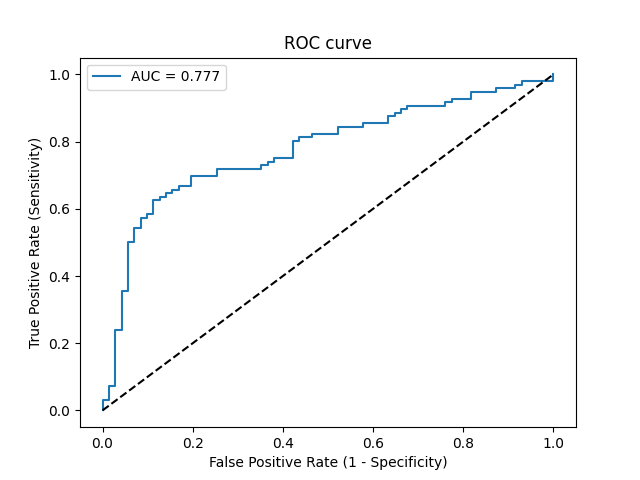 ROC curve
AUC = 0.777
True Positive Rate (Sensitivity)
1.0
0.8
0.6
0.4
0.2
0.0
0.0 0.2 0.4 0.6 0.8 1.0
False Positive Rate (1 - Specificity)